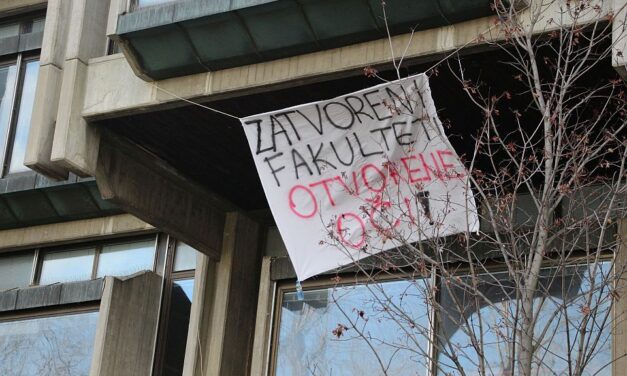 ZATVORENI
FAKULTETI
OTVORENE
OČI!